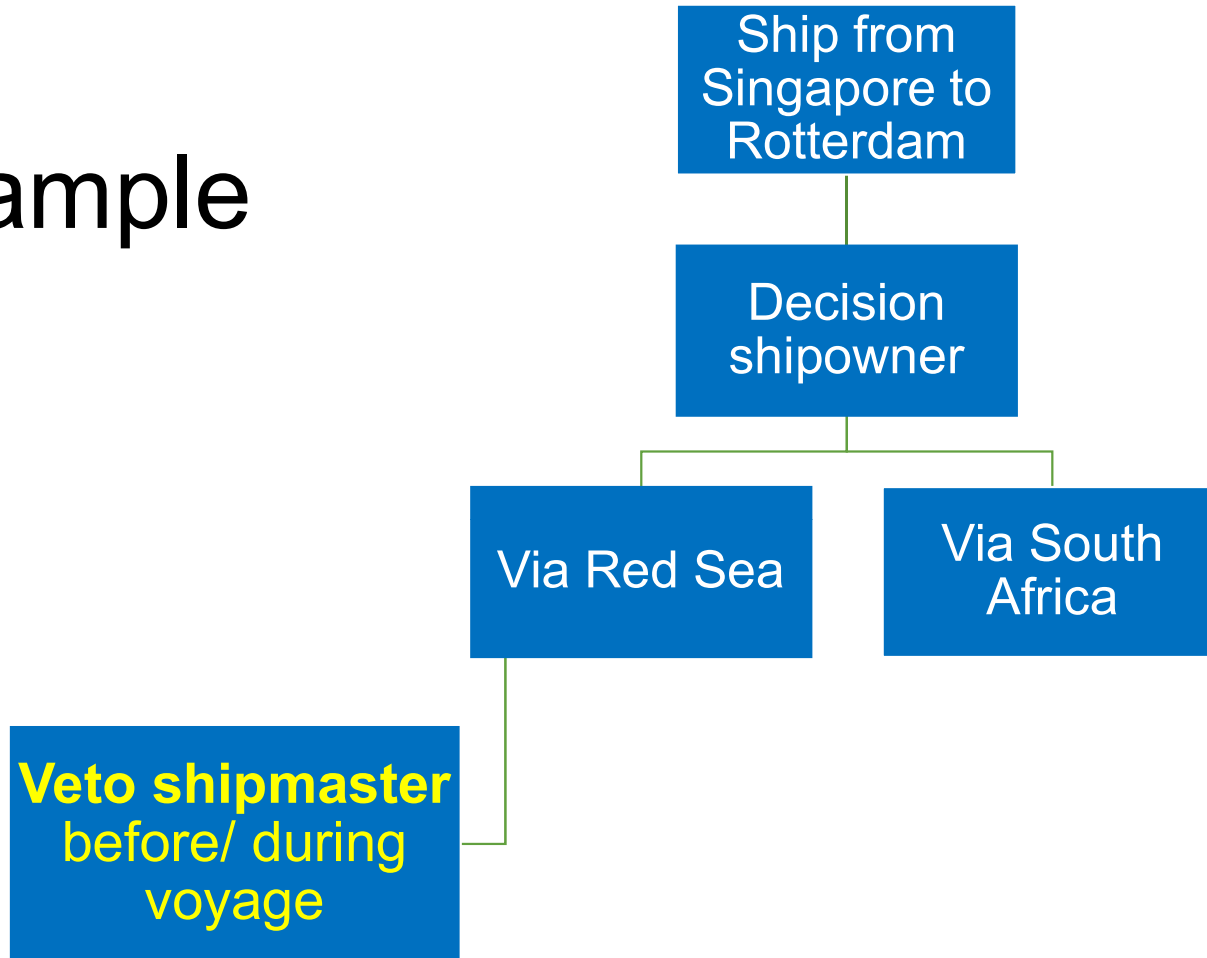 ample
Ship from
Singapore to
Rotterdam
Decision
shipowner
Via Red Sea
Via South
Africa
Veto shipmaster
before/ during
voyage